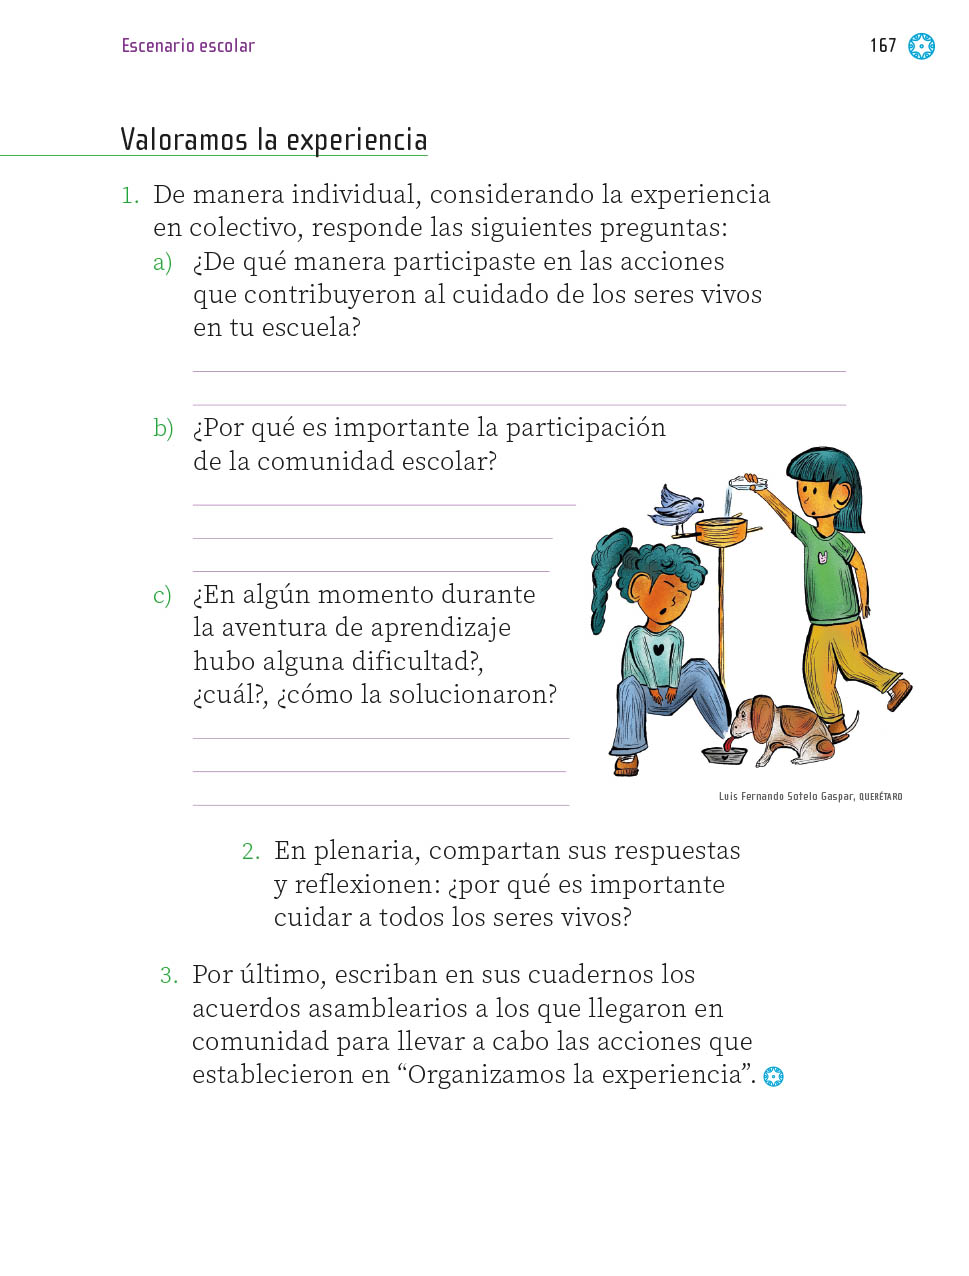 Escenario escolar
167
Valoramos la experiencia
1. De manera individual, considerando la experiencia
en colectivo, responde las siguientes preguntas:
a) ¿De qué manera participaste en las acciones
que contribuyeron al cuidado de los seres vivos
en tu escuela?
b) ¿Por qué es importante la participación
de la comunidad escolar?
c) ¿En algún momento durante
la aventura de aprendizaje
hubo alguna dificultad?,
¿cuál?, ¿cómo la solucionaron?
Luis Fernando Sotelo Gaspar, QUERÉTARO
2. En plenaria, compartan sus respuestas
y reflexionen: ¿por qué es importante
cuidar a todos los seres vivos?
3. Por último, escriban en sus cuadernos los
acuerdos asamblearios a los que llegaron en
comunidad para llevar a cabo las acciones que
establecieron en “Organizamos la experiencia”.